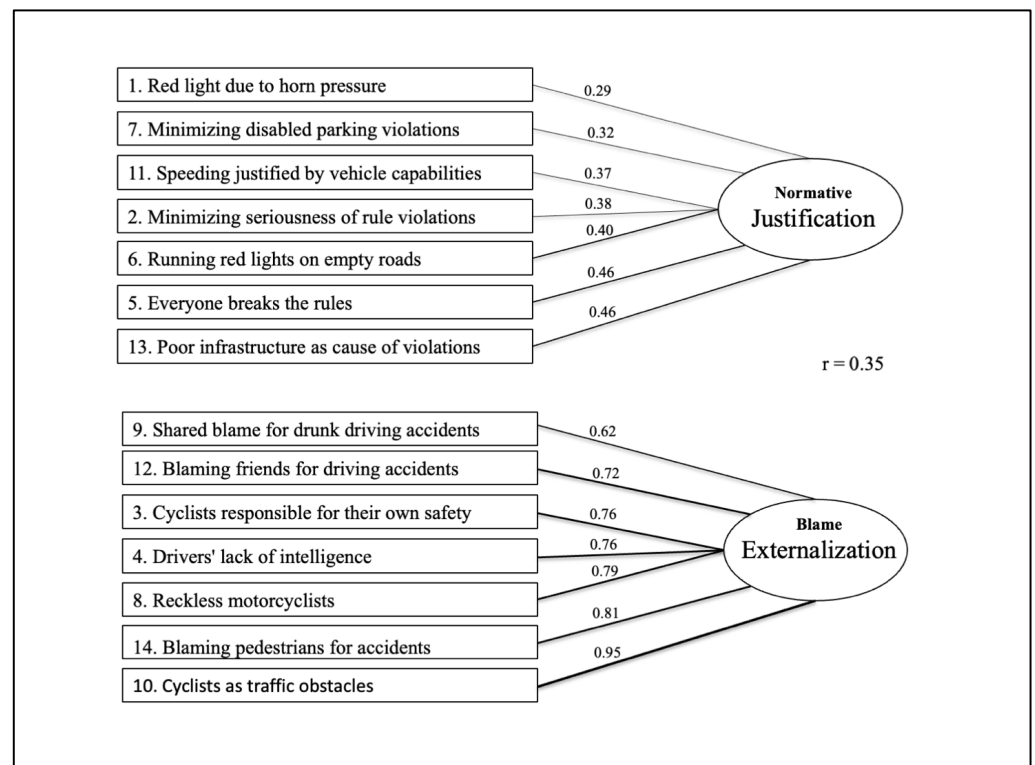 1. Red light due to horn pressure
0.29
7. Minimizing disabled parking violations
0.32
11. Speeding justified by vehicle capabilities
0.37
2. Minimizing seriousness of rule violations
0.38
6. Running red lights on empty roads
0.40
5. Everyone breaks the rules
0.46
13. Poor infrastructure as cause of violations
0.46
Normative
Justification
r = 0.35
9. Shared blame for drunk driving accidents
0.62
12. Blaming friends for driving accidents
0.72
3. Cyclists responsible for their own safety
0.76
4. Drivers' lack of intelligence
0.76
8. Reckless motorcyclists
0.79
14. Blaming pedestrians for accidents
0.81
10. Cyclists as traffic obstacles
0.95
Blame
Externalization